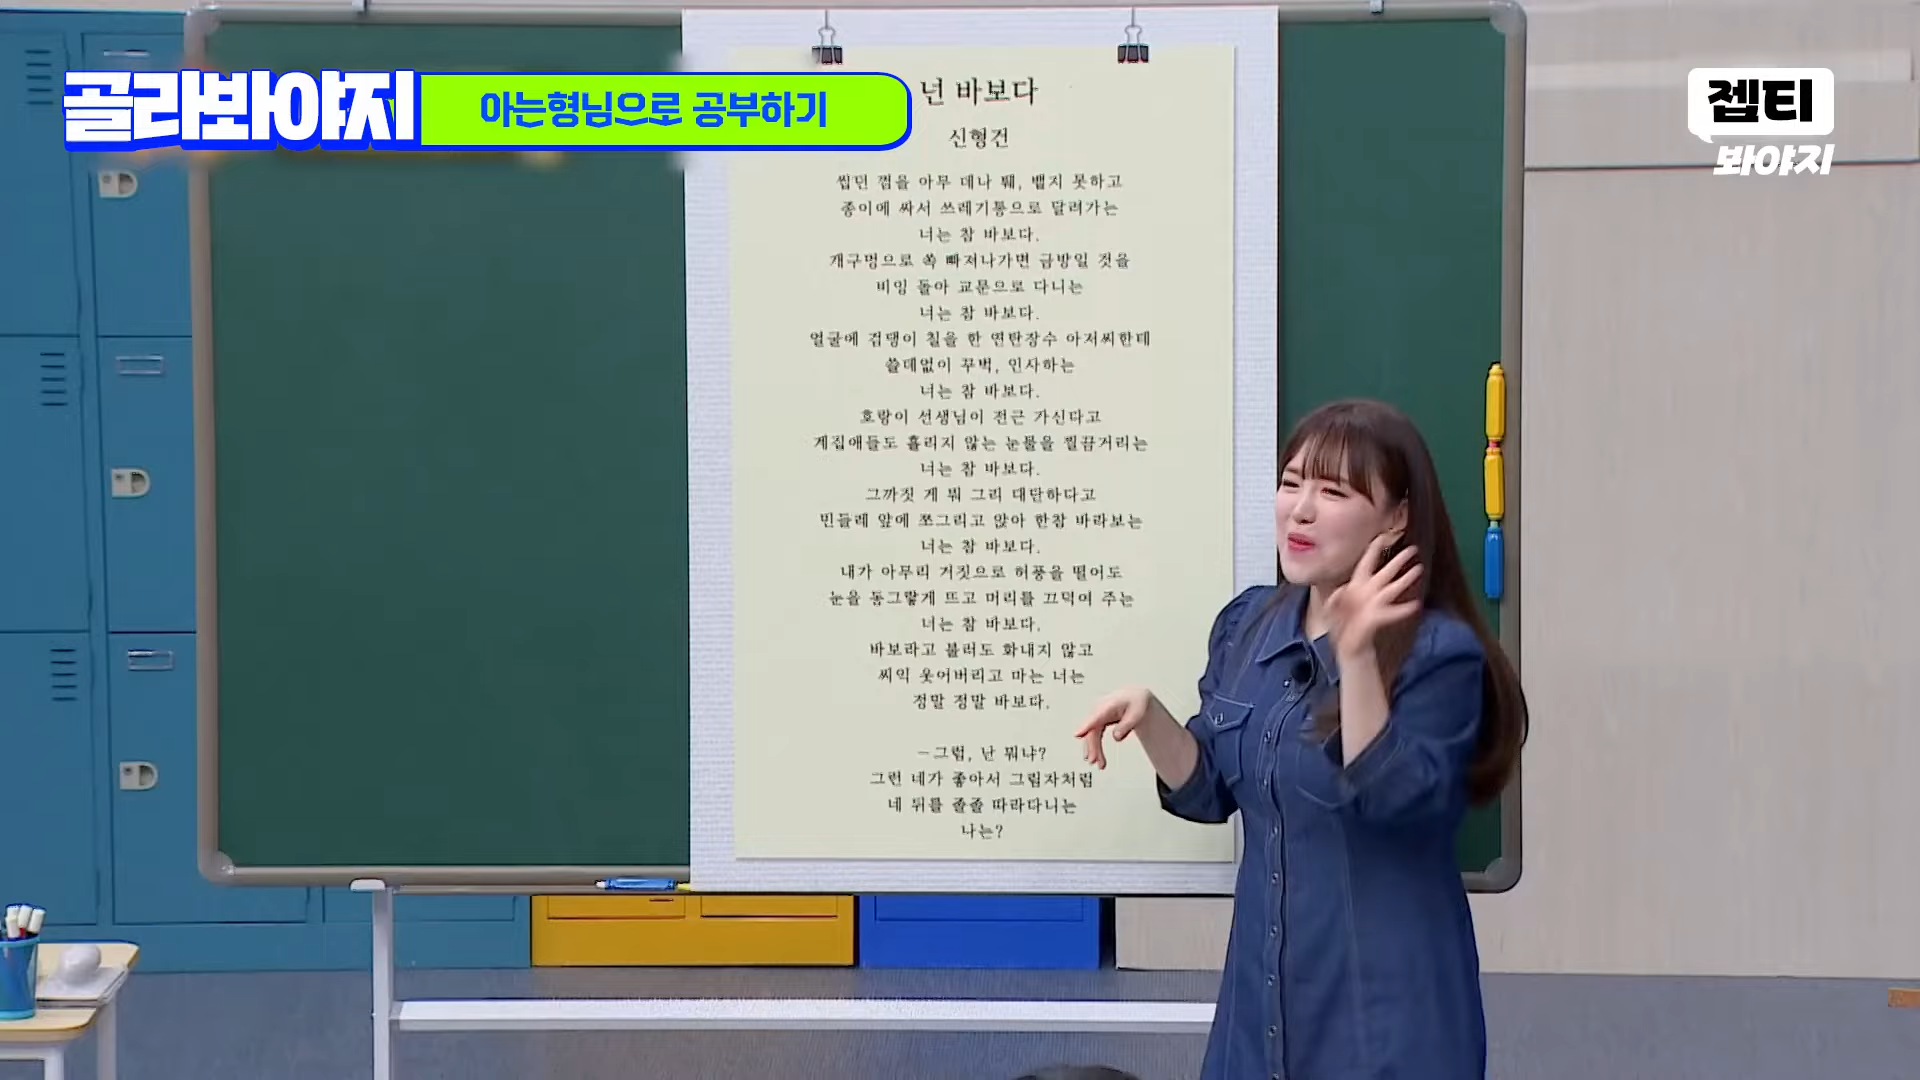 골라봐야지
아는형님으로 공부하기
젭티
봐야지
넌 바보다
신형건
씹던 껌을 아무 데나 퉤, 뱉지 못하고
종이에 싸서 쓰레기통으로 달려가는
너는 참 바보다.
개구멍으로 쏙 빠져나가면 금방일 것을
비잉 돌아 교문으로 다니는
너는 참 바보다.
얼굴에 검댕이 칠을 한 연탄장수 아저씨한테
쓸데없이 꾸벅, 인사하는
너는 참 바보다.
호랑이 선생님이 전근 가신다고
계집애들도 흘리지 않는 눈물을 찔끔거리는
너는 참 바보다.
그까짓 게 뭐 그리 대단하다고
민들레 앞에 쪼그리고 앉아 한참 바라보는
너는 참 바보다.
내가 아무리 거짓으로 허풍을 떨어도
눈을 동그랗게 뜨고 머리를 끄덕여 주는
너는 참 바보다.
바보라고 불러도 화내지 않고
씨익 웃어버리고 마는 너는
정말 정말 바보다.
-그럼, 난 뭐냐?
그런 네가 좋아서 그림자처럼
네 뒤를 졸졸 따라다니는
나는?